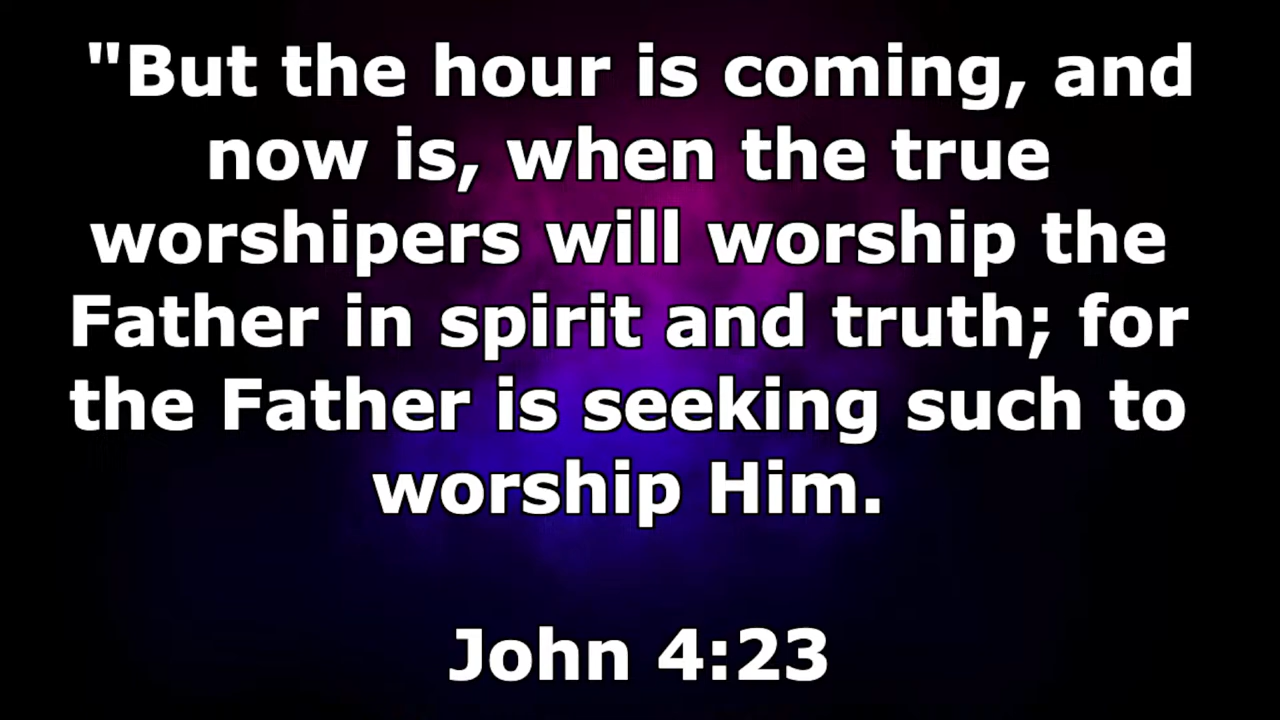 "But the hour is coming, and
now is, when the true
worshipers will worship the
Father in spirit and truth; for
the Father is seeking such to
worship Him.
John 4:23